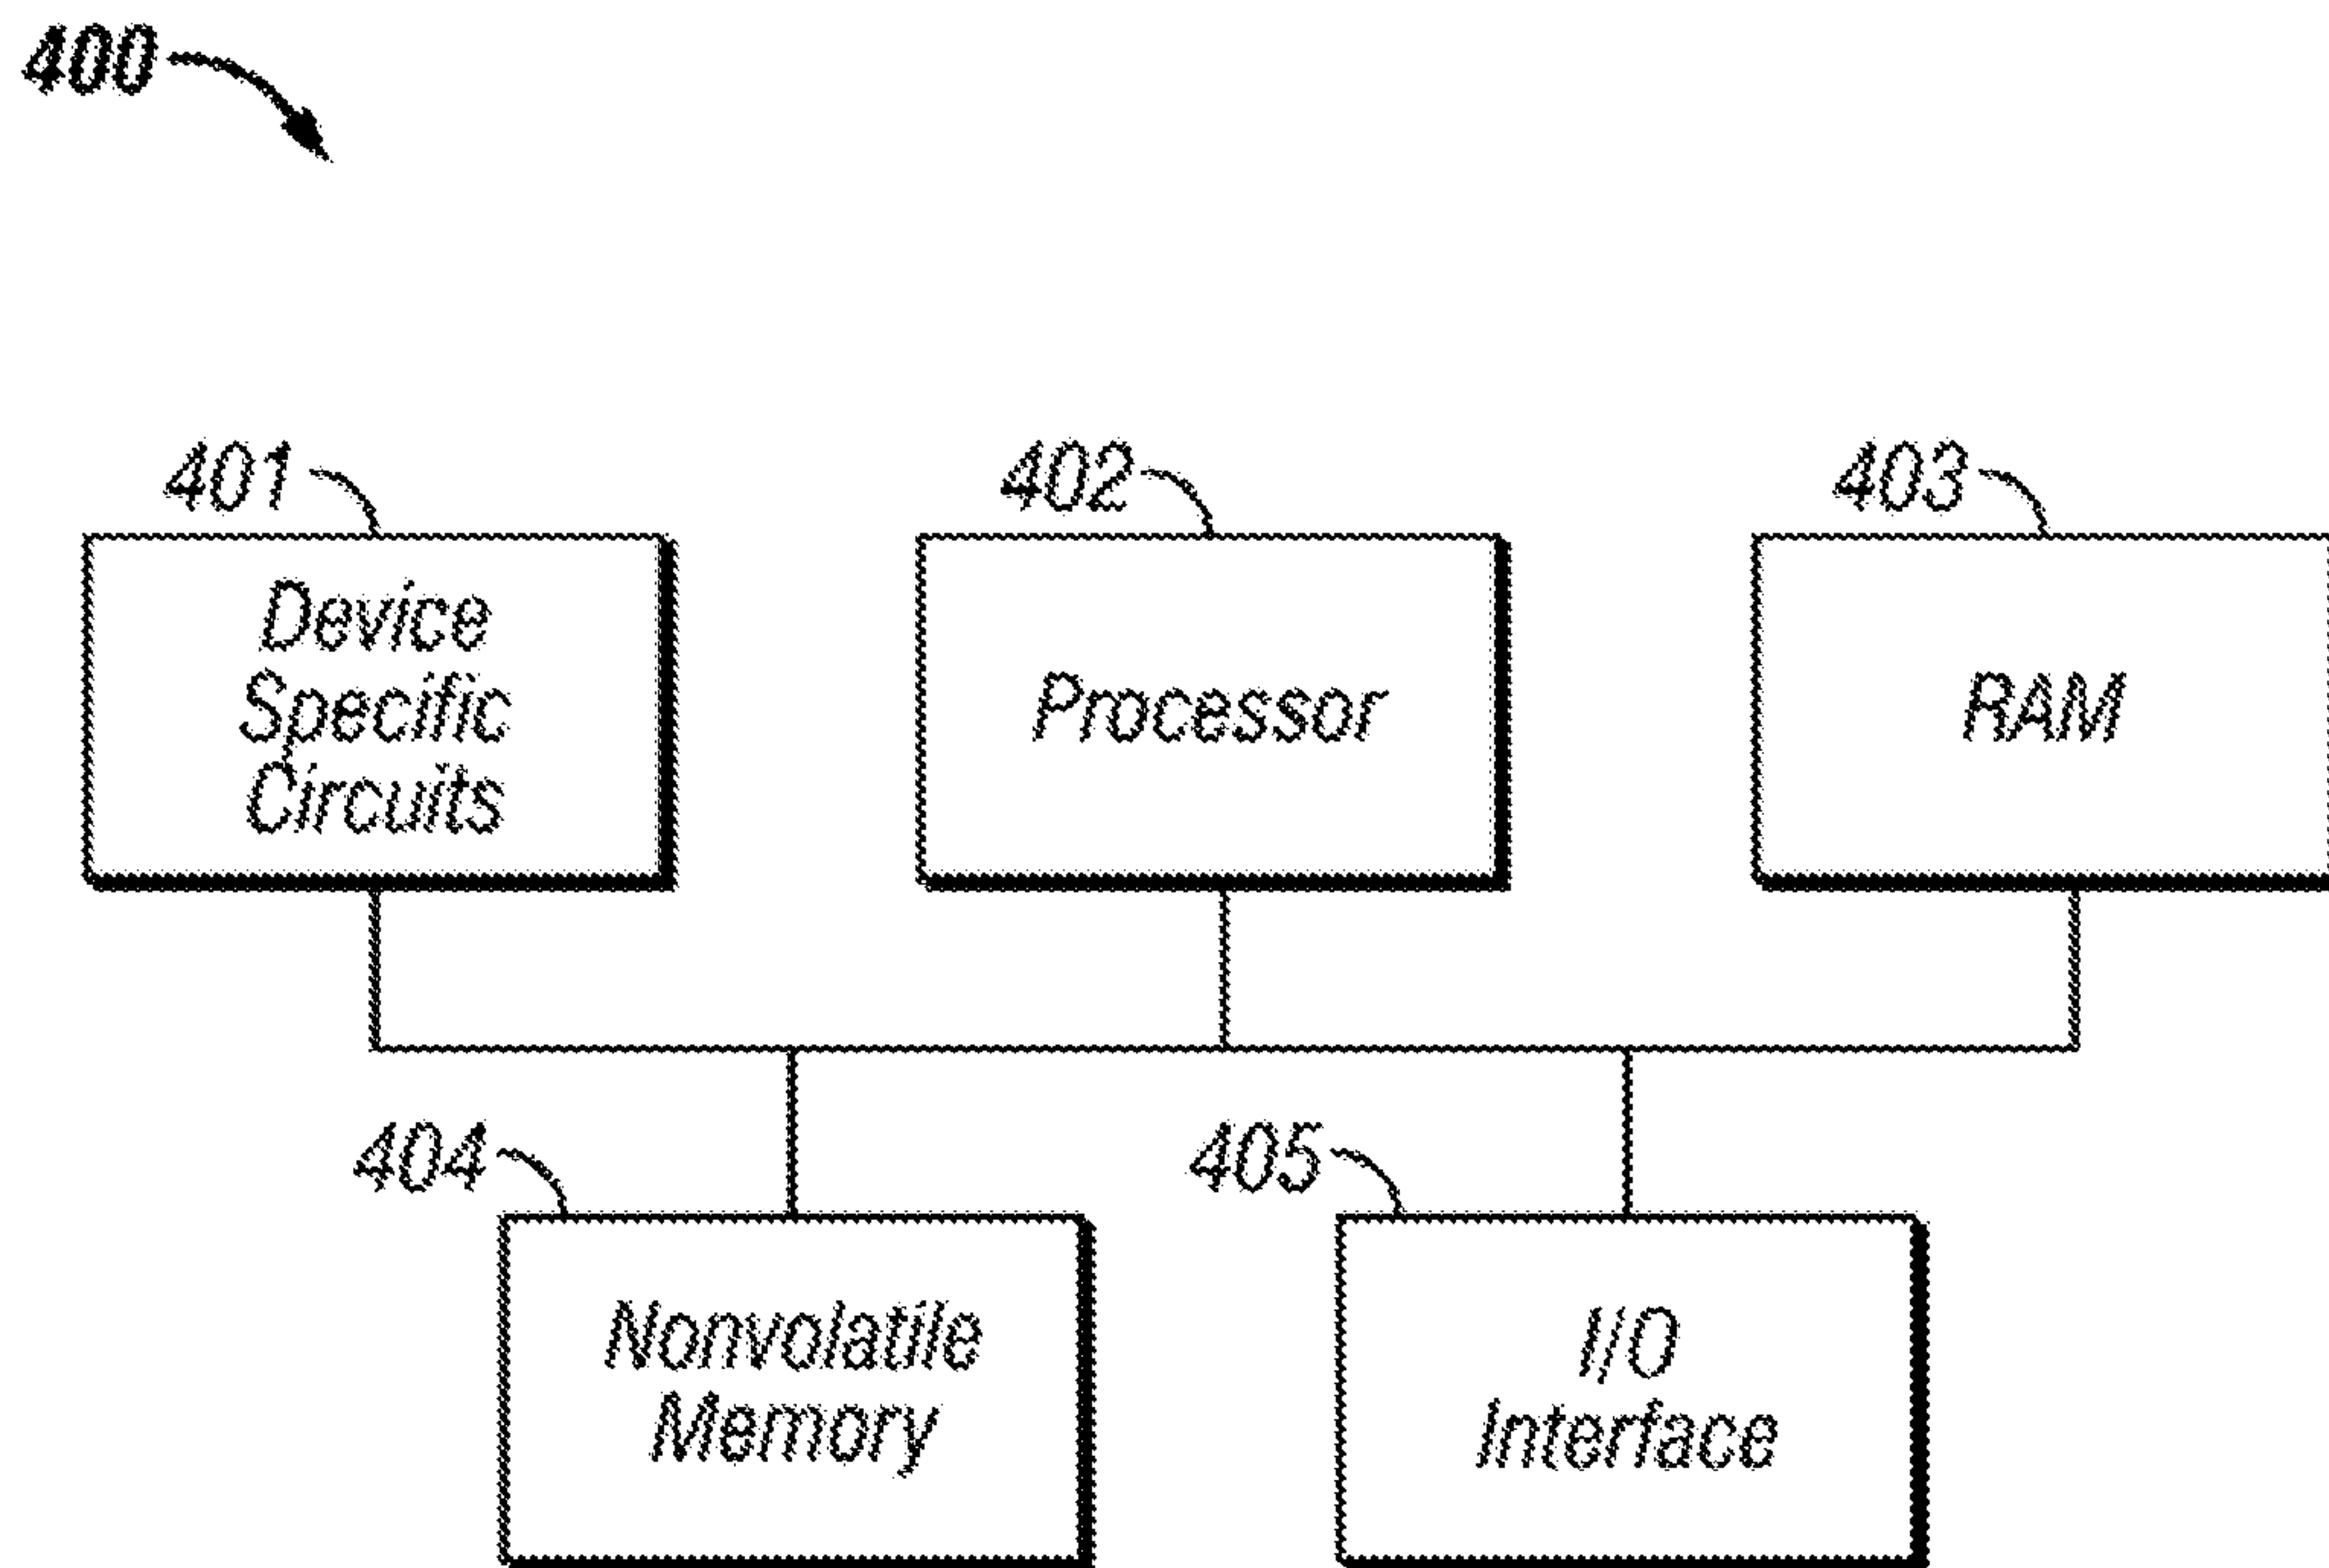 400
401
402
403
Device
Specific
Circuits
Processor
RAM
404
405
Nonvolatile
Memory
I/O
Interface